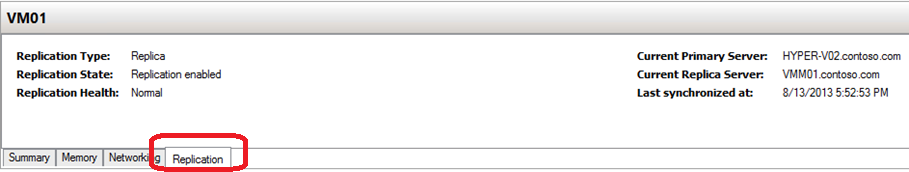 VM01
Replication Type: Replica
Replication State: Replication enabled
Replication Health: Normal
Current Primary Server: HYPER-V02.contoso.com
Current Replica Server: VMM01.contoso.com
Last synchronized at: 8/13/2013 5:52:53 PM
Summary Memory Networking Replication